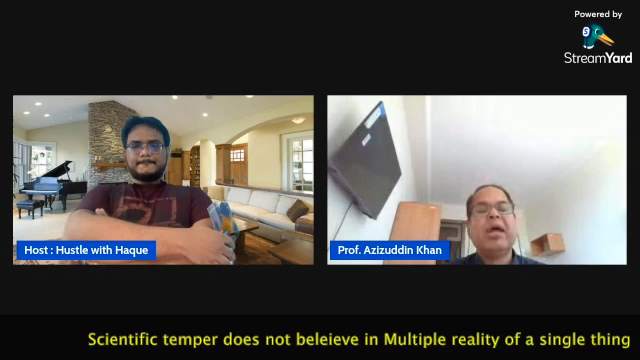 Powered by
StreamYard
Host : Hustle with Haque
Prof. Azizuddin Khan
Scientific temper does not beleieve in Multiple reality of a single thing